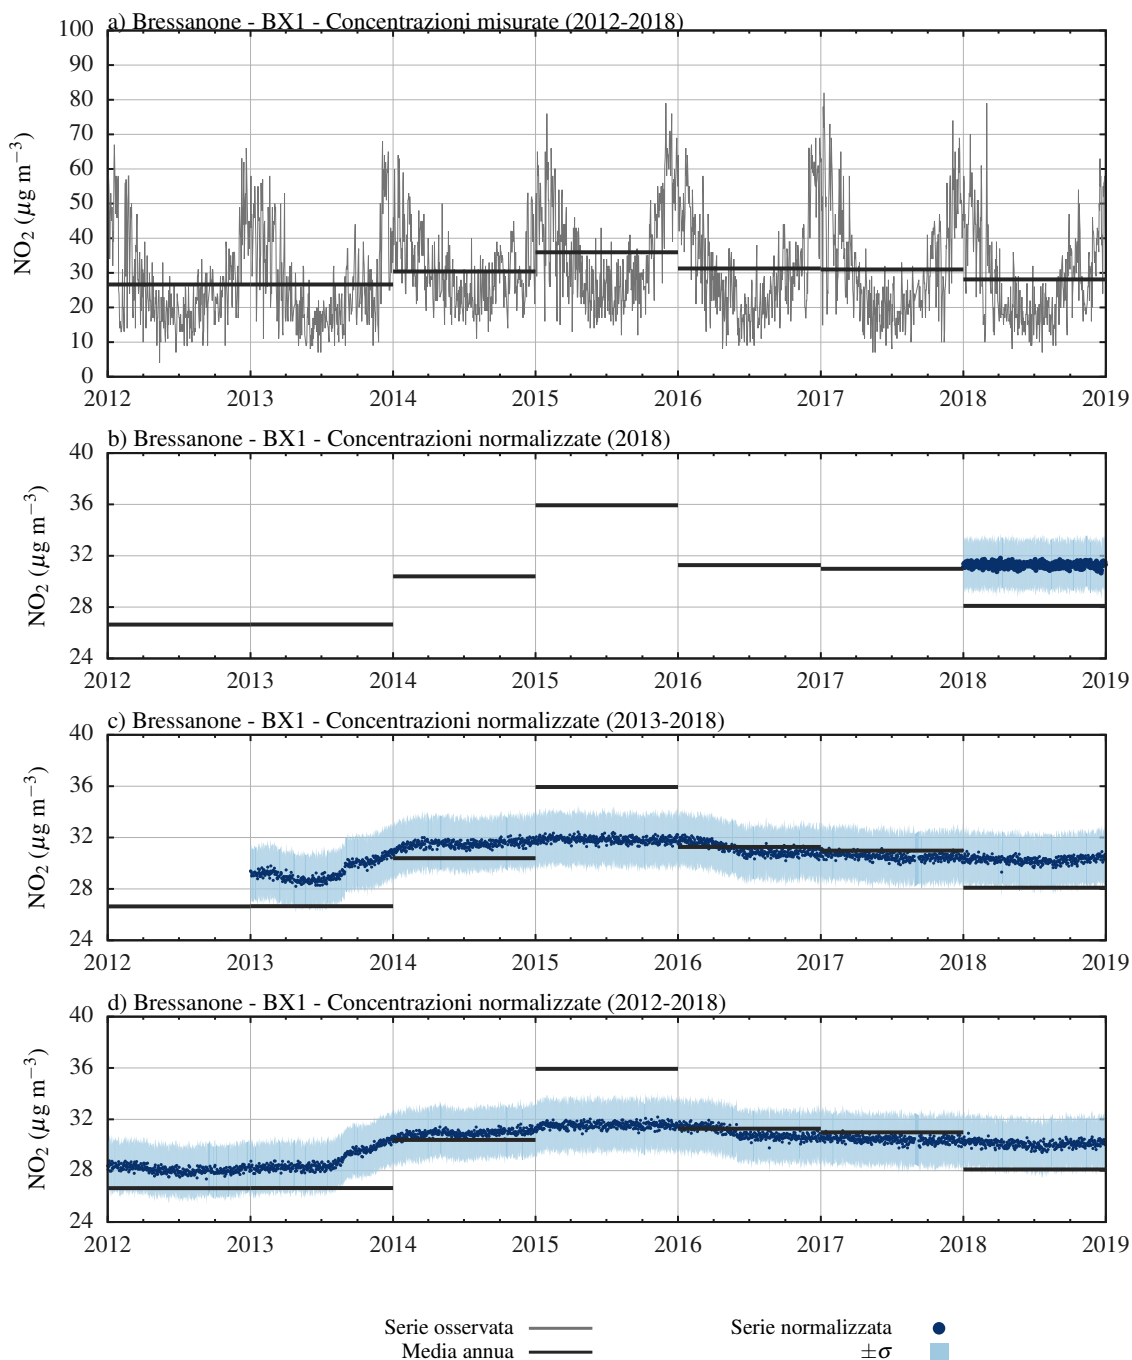 a) Bressanone - BX1 - Concentrazioni misurate (2012-2018)
100
90
80
70
60
50
40
30
20
10
0
NO₂ (µg m⁻³)
2012 2013 2014 2015 2016 2017 2018 2019
b) Bressanone - BX1 - Concentrazioni normalizzate (2018)
40
36
32
28
24
NO₂ (µg m⁻³)
2012 2013 2014 2015 2016 2017 2018 2019
c) Bressanone - BX1 - Concentrazioni normalizzate (2013-2018)
40
36
32
28
24
NO₂ (µg m⁻³)
2012 2013 2014 2015 2016 2017 2018 2019
d) Bressanone - BX1 - Concentrazioni normalizzate (2012-2018)
40
36
32
28
24
NO₂ (µg m⁻³)
2012 2013 2014 2015 2016 2017 2018 2019
Serie osservata Serie normalizzata
Media annua ±σ